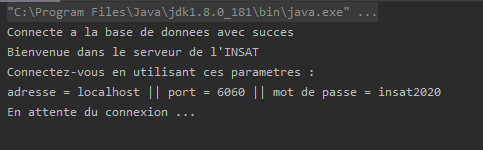 "C:\Program Files\Java\jdk1.8.0_181\bin\java.exe" ...
Connecte a la base de donnees avec succes
Bienvenue dans le serveur de l'INSAT
Connectez-vous en utilisant ces parametres :
adresse = localhost || port = 6060 || mot de passe = insat2020
En attente du connexion ...